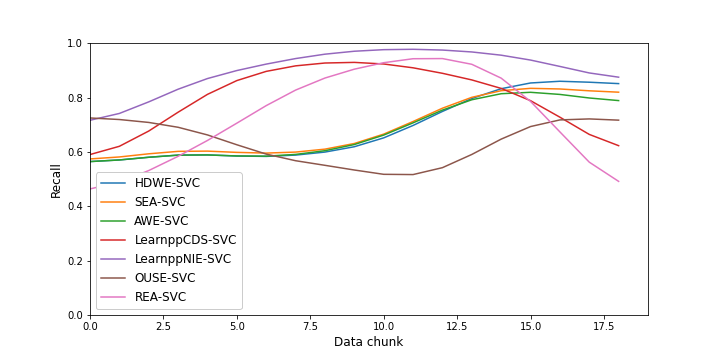 1.0
0.8
0.6
0.4
0.2
0.0
Recall
HDWE-SVC
SEA-SVC
AWE-SVC
LearnppCDS-SVC
LearnppNIE-SVC
OUSE-SVC
REA-SVC
0.0 2.5 5.0 7.5 10.0 12.5 15.0 17.5
Data chunk